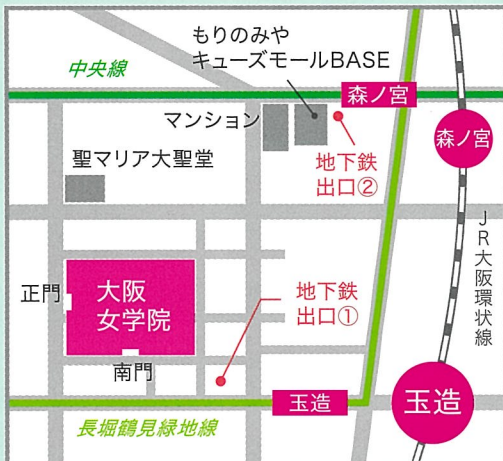 もりのみや
キューズモールBASE
中央線
森ノ宮
マンション
森ノ宮
聖マリア大聖堂
地下鉄
出口②
JR大阪環状線
正門
大阪
女学院
地下鉄
出口①
南門
玉造
玉造
長堀鶴見緑地線